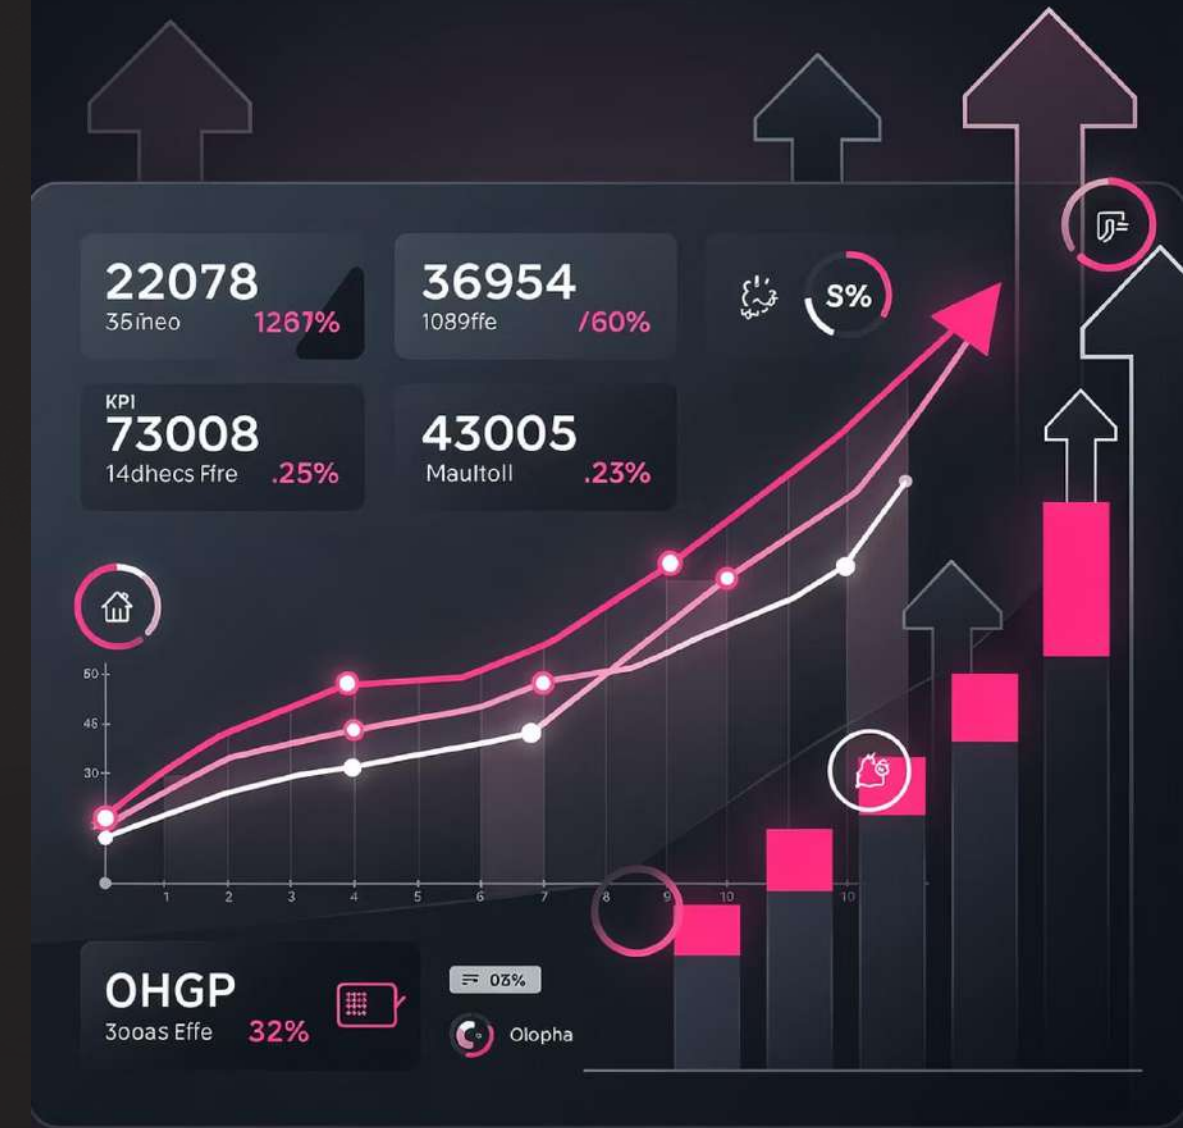 22078
35ineo 1267%
36954
1089ffe /60%
S%
KPI
73008
14dhecs Ffre .25%
43005
Maultoll .23%
50
45
30
1 2 3 4 5 6 7 8 9 10 10
OHGP
3ooas Effe 32%
03%
Olopha